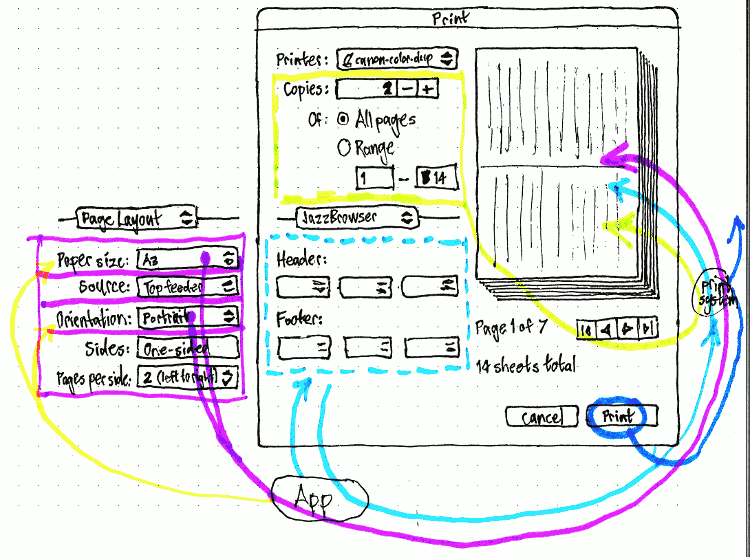 Print
Printer: canon-color-dup
Copies: 2 - +
Of: All pages
Range
1 - 14
Page Layout
JazzBrowser
Paper size: A3
Source: Top feeder
Orientation: Portrait
Sides: One-sided
Pages per side: 2 (left to right)
Header:
Footer:
Print system
Page 1 of 7
14 sheets total
Cancel Print
App